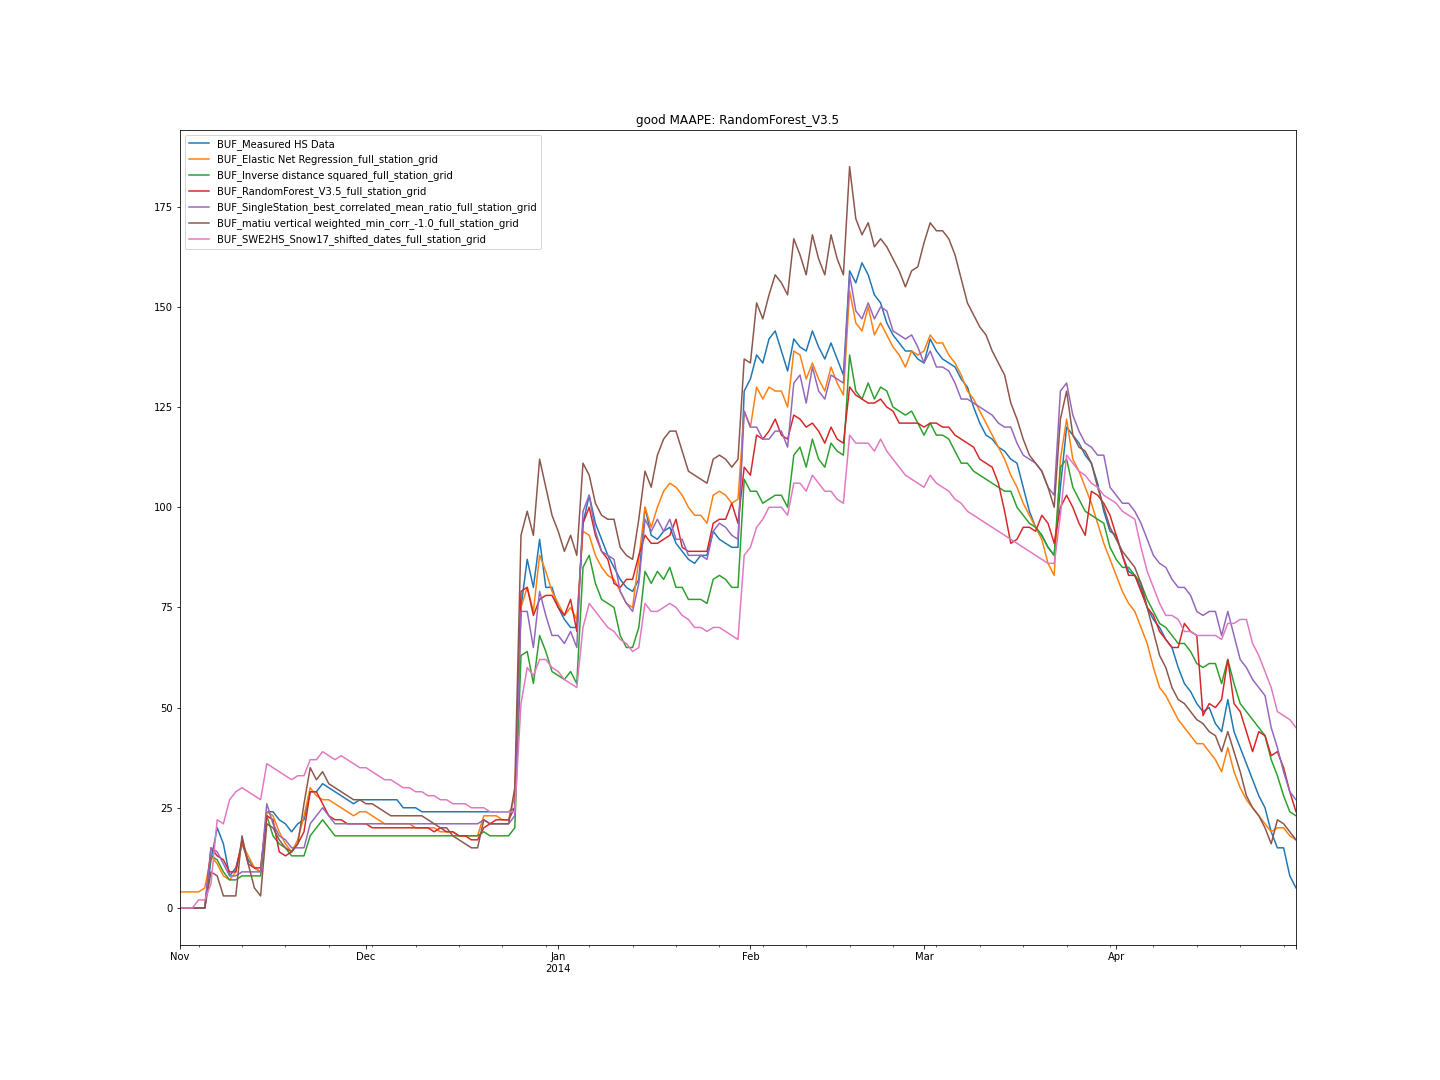 good MAAPE: RandomForest_V3.5
BUF_Measured HS Data
BUF_Elastic Net Regression_full_station_grid
BUF_Inverse distance squared_full_station_grid
BUF_RandomForest_V3.5_full_station_grid
BUF_SingleStation_best_correlated_mean_ratio_full_station_grid
BUF_matiu vertical weighted_min_corr_-1.0_full_station_grid
BUF_SWE2HS_Snow17_shifted_dates_full_station_grid
175
150
125
100
75
50
25
0
Nov Dec Jan Feb Mar Apr
2014